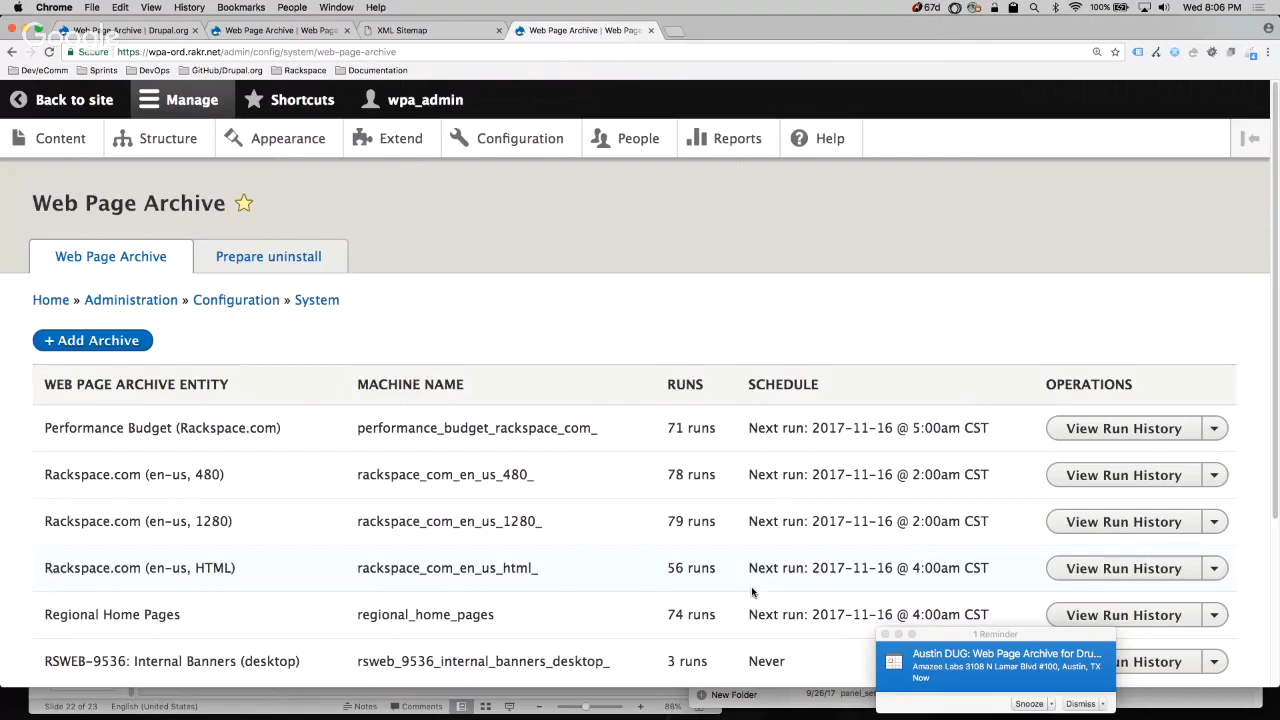 Chrome File Edit View History Bookmarks People Window Help 67d 100% Wed 8:06 PM
Web Page Archive | Drupal.org × Web Page Archive | Web Page × XML Sitemap × Web Page Archive | Web Page ×
Google
Secure https://wpa-ord.rakr.net/admin/config/system/web-page-archive
Dev/eComm Sprints DevOps GitHub/Drupal.org Rackspace Documentation
Back to site Manage Shortcuts wpa_admin
Content Structure Appearance Extend Configuration People Reports Help
Web Page Archive
Web Page Archive Prepare uninstall
Home » Administration » Configuration » System
+ Add Archive
WEB PAGE ARCHIVE ENTITY MACHINE NAME RUNS SCHEDULE OPERATIONS
Performance Budget (Rackspace.com) performance_budget_rackspace_com_ 71 runs Next run: 2017-11-16 @ 5:00am CST View Run History
Rackspace.com (en-us, 480) rackspace_com_en_us_480_ 78 runs Next run: 2017-11-16 @ 2:00am CST View Run History
Rackspace.com (en-us, 1280) rackspace_com_en_us_1280_ 79 runs Next run: 2017-11-16 @ 2:00am CST View Run History
Rackspace.com (en-us, HTML) rackspace_com_en_us_html_ 56 runs Next run: 2017-11-16 @ 4:00am CST View Run History
Regional Home Pages regional_home_pages 74 runs Next run: 2017-11-16 @ 4:00am CST View Run History
RSWEB-9536: Internal Banners (desktop) rsweb_9536_internal_banners_desktop_ 3 runs Never Run History
1 Reminder
Austin DUG: Web Page Archive for Dru...
Amazee Labs 3108 N Lamar Blvd #100, Austin, TX
Now
Snooze Dismiss
New Folder 9/26/17
Slide 22 of 23 English (United States) Notes Comments 86%